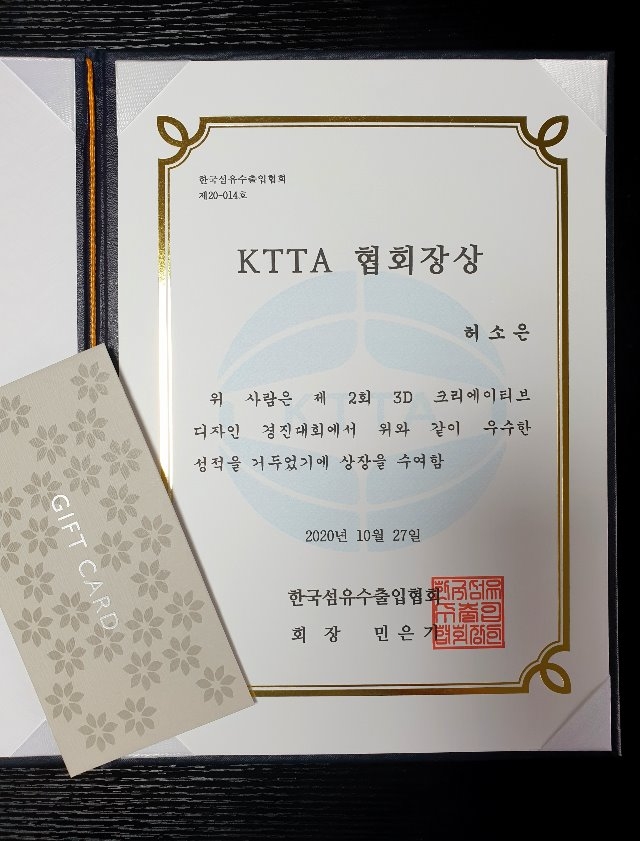 한국섬유수출입협회
제20-014호
KTTA 협회장상
허소은
위 사람은 제 2회 3D 크리에이티브
디자인 경진대회에서 위와 같이 우수한
성적을 거두었기에 상장을 수여함
KTTA
2020년 10월 27일
한국섬유수출입협회
회 장 민은기
GIFT CARD